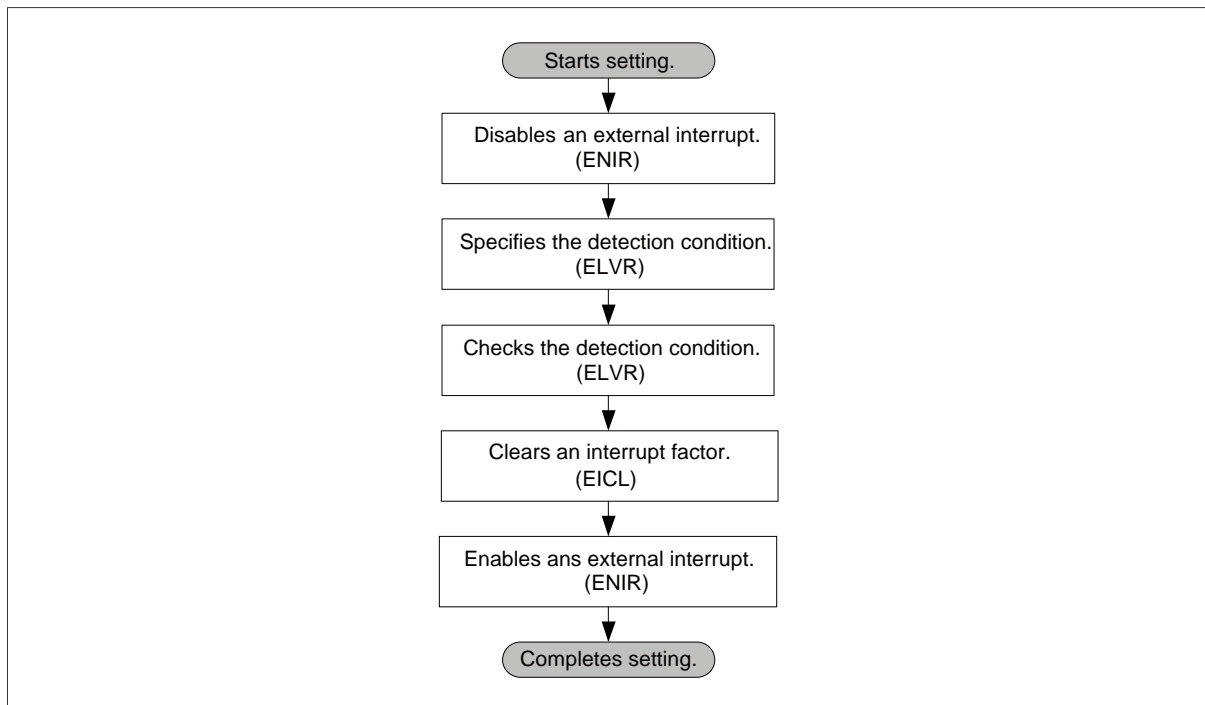 Starts setting.
Disables an external interrupt.
(ENIR)
Specifies the detection condition.
(ELVR)
Checks the detection condition.
(ELVR)
Clears an interrupt factor.
(EICL)
Enables ans external interrupt.
(ENIR)
Completes setting.